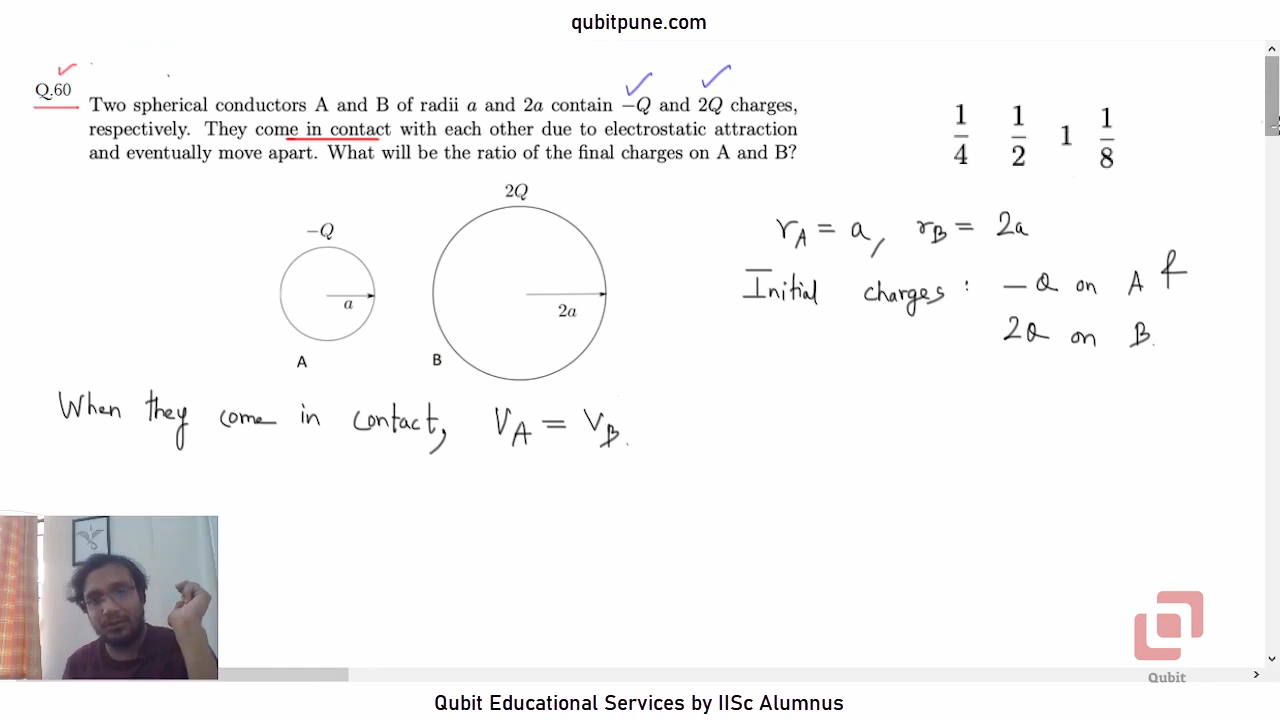 qubitpune.com
Q.60
Two spherical conductors A and B of radii a and 2a contain −Q and 2Q charges,
respectively. They come in contact with each other due to electrostatic attraction
and eventually move apart. What will be the ratio of the final charges on A and B?
1/4 1/2 1 1/8
2Q
−Q
a
2a
A
B
r_A = a, r_B = 2a
Initial charges : −Q on A &
2Q on B.
When they come in contact, V_A = V_B.
Qubit
Qubit Educational Services by IISc Alumnus